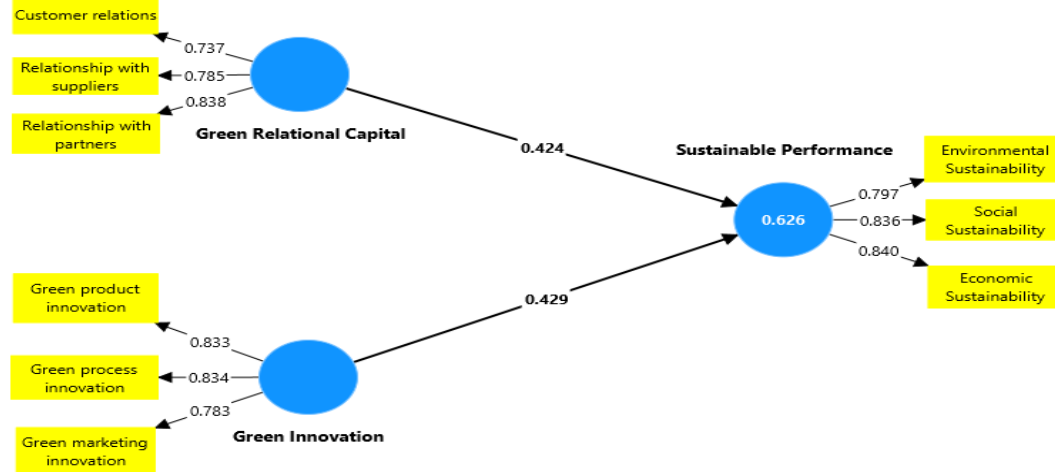 Customer relations
0.737
Relationship with
suppliers
0.785
0.838
Relationship with
partners
Green Relational Capital
0.424
Sustainable Performance
0.626
Environmental
Sustainability
0.797
Social
Sustainability
0.836
0.840
Economic
Sustainability
0.429
Green product
innovation
0.833
Green process
innovation
0.834
0.783
Green marketing
innovation
Green Innovation